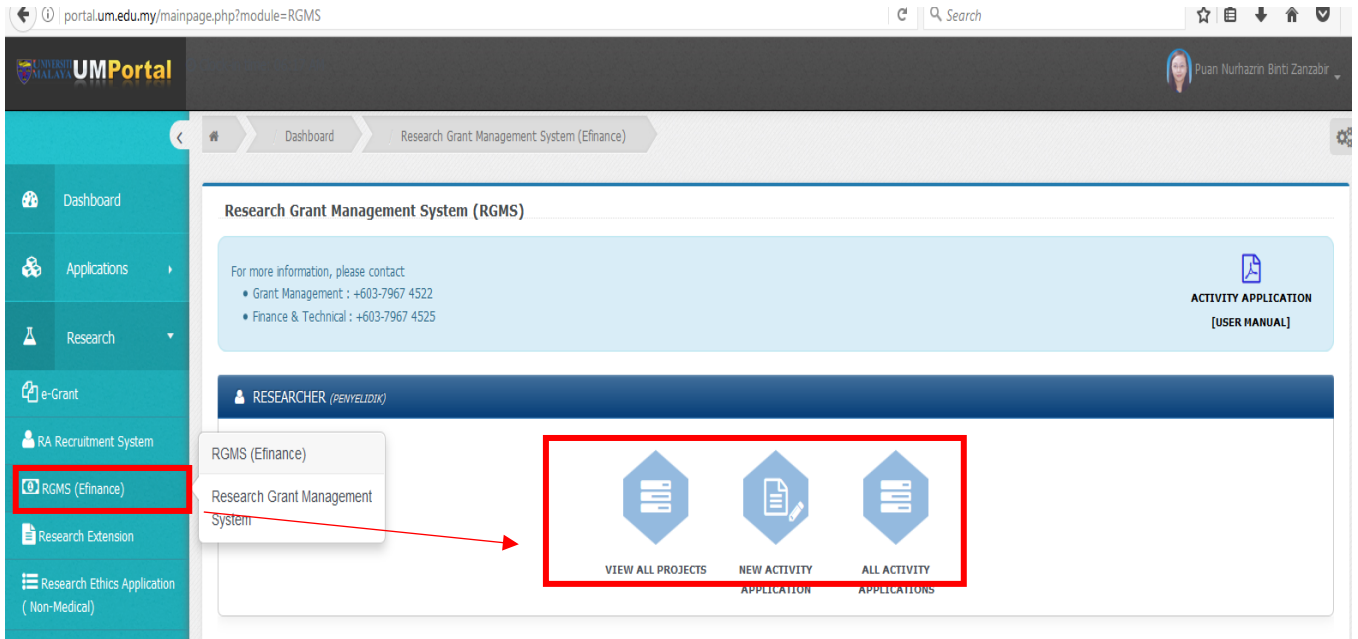 portal.um.edu.my/mainpage.php?module=RGMS
Search
UNIVERSITI
MALAYA
UMPortal
Puan Nurhazrin Binti Zanzabir
Dashboard
Research Grant Management System (Efinance)
Dashboard
Applications
Research
e-Grant
RA Recruitment System
RGMS (Efinance)
Research Extension
Research Ethics Application
( Non-Medical)
RGMS (Efinance)
Research Grant Management
System
Research Grant Management System (RGMS)
For more information, please contact
• Grant Management : +603-7967 4522
• Finance & Technical : +603-7967 4525
ACTIVITY APPLICATION
[USER MANUAL]
RESEARCHER (PENYELIDIK)
VIEW ALL PROJECTS
NEW ACTIVITY
APPLICATION
ALL ACTIVITY
APPLICATIONS